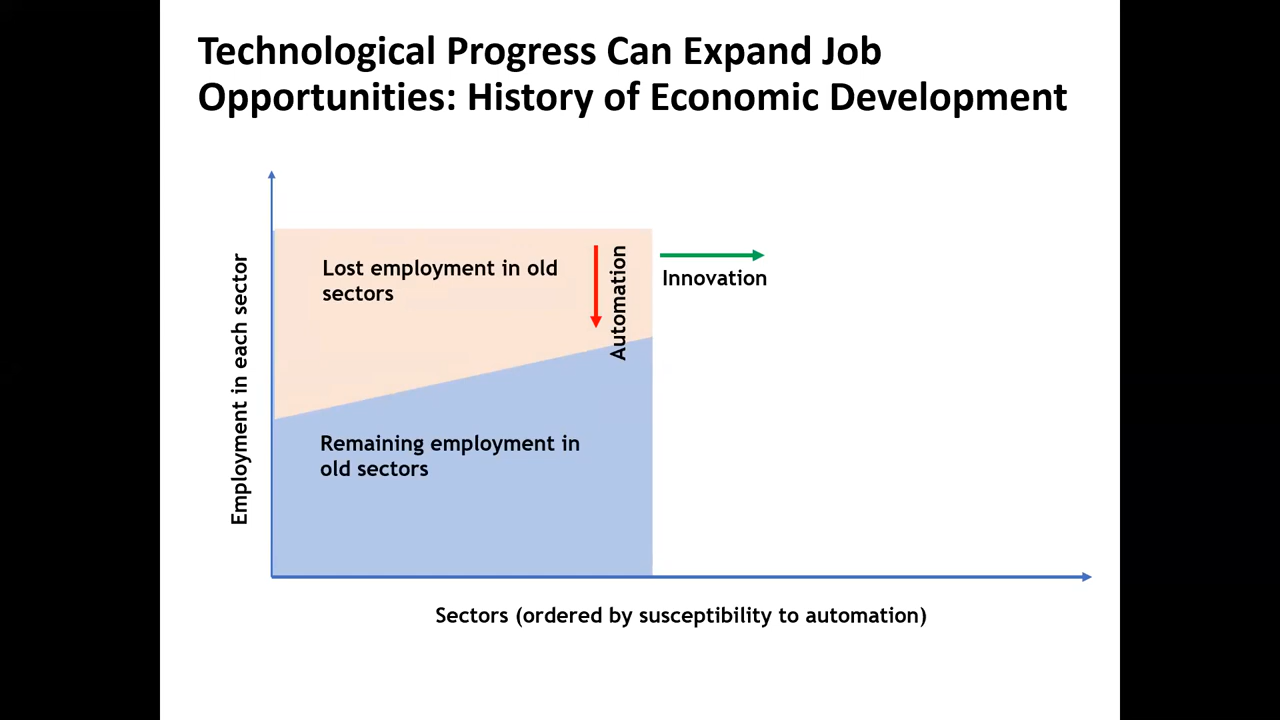 Technological Progress Can Expand Job
Opportunities: History of Economic Development
Employment in each sector
Lost employment in old
sectors
Automation
Innovation
Remaining employment in
old sectors
Sectors (ordered by susceptibility to automation)